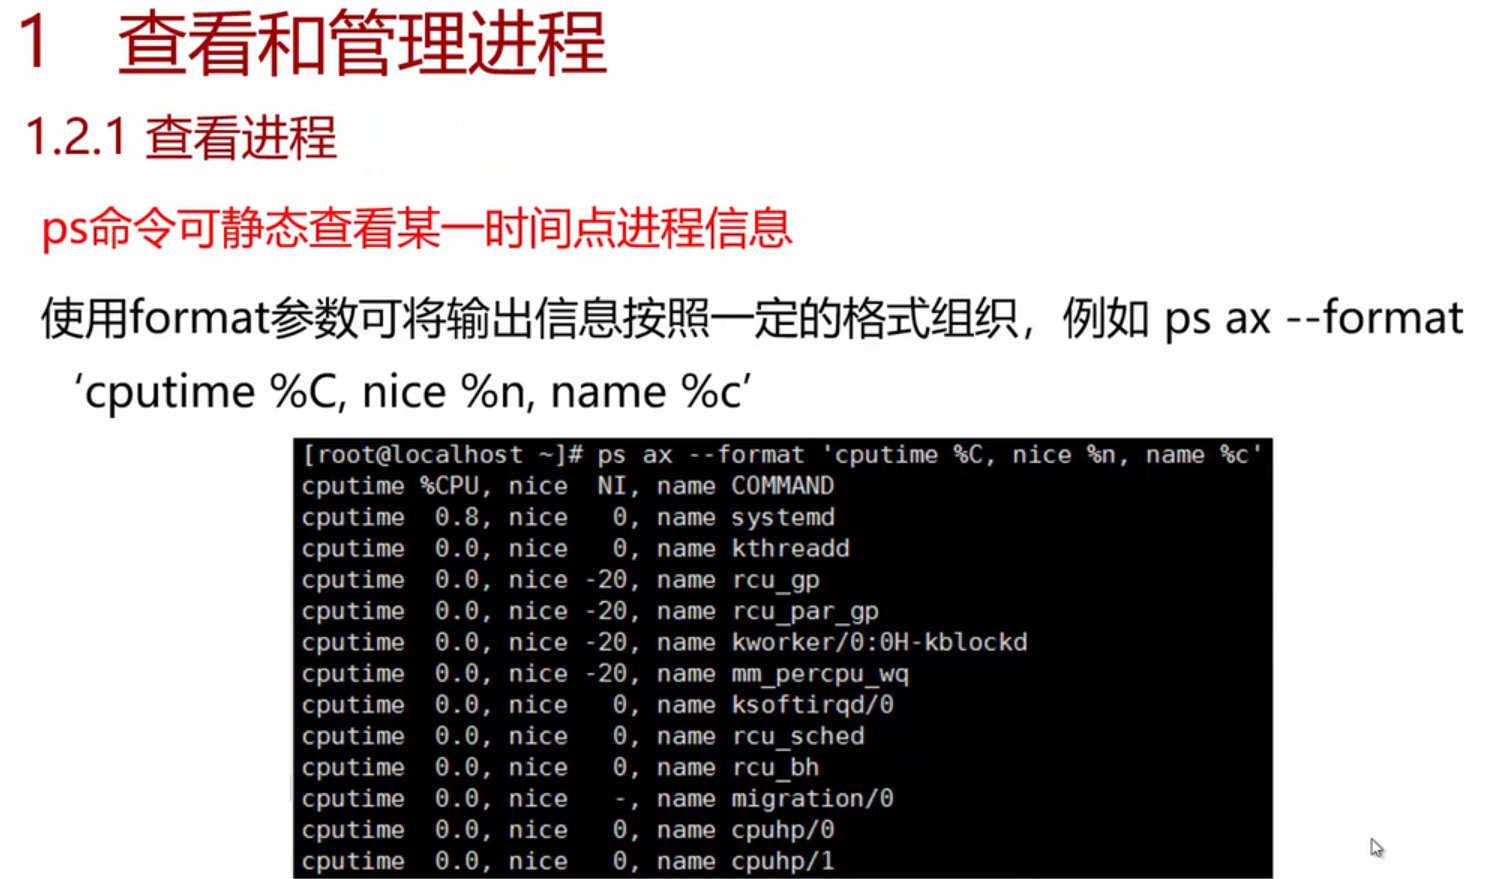 1 查看和管理进程
1.2.1 查看进程
ps命令可静态查看某一时间点进程信息
使用format参数可将输出信息按照一定的格式组织，例如 ps ax --format
‘cputime %C, nice %n, name %c’
[root@localhost ~]# ps ax --format 'cputime %C, nice %n, name %c'
cputime %CPU, nice  NI, name COMMAND
cputime  0.8, nice   0, name systemd
cputime  0.0, nice   0, name kthreadd
cputime  0.0, nice -20, name rcu_gp
cputime  0.0, nice -20, name rcu_par_gp
cputime  0.0, nice -20, name kworker/0:0H-kblockd
cputime  0.0, nice -20, name mm_percpu_wq
cputime  0.0, nice   0, name ksoftirqd/0
cputime  0.0, nice   0, name rcu_sched
cputime  0.0, nice   0, name rcu_bh
cputime  0.0, nice   -, name migration/0
cputime  0.0, nice   0, name cpuhp/0
cputime  0.0, nice   0, name cpuhp/1